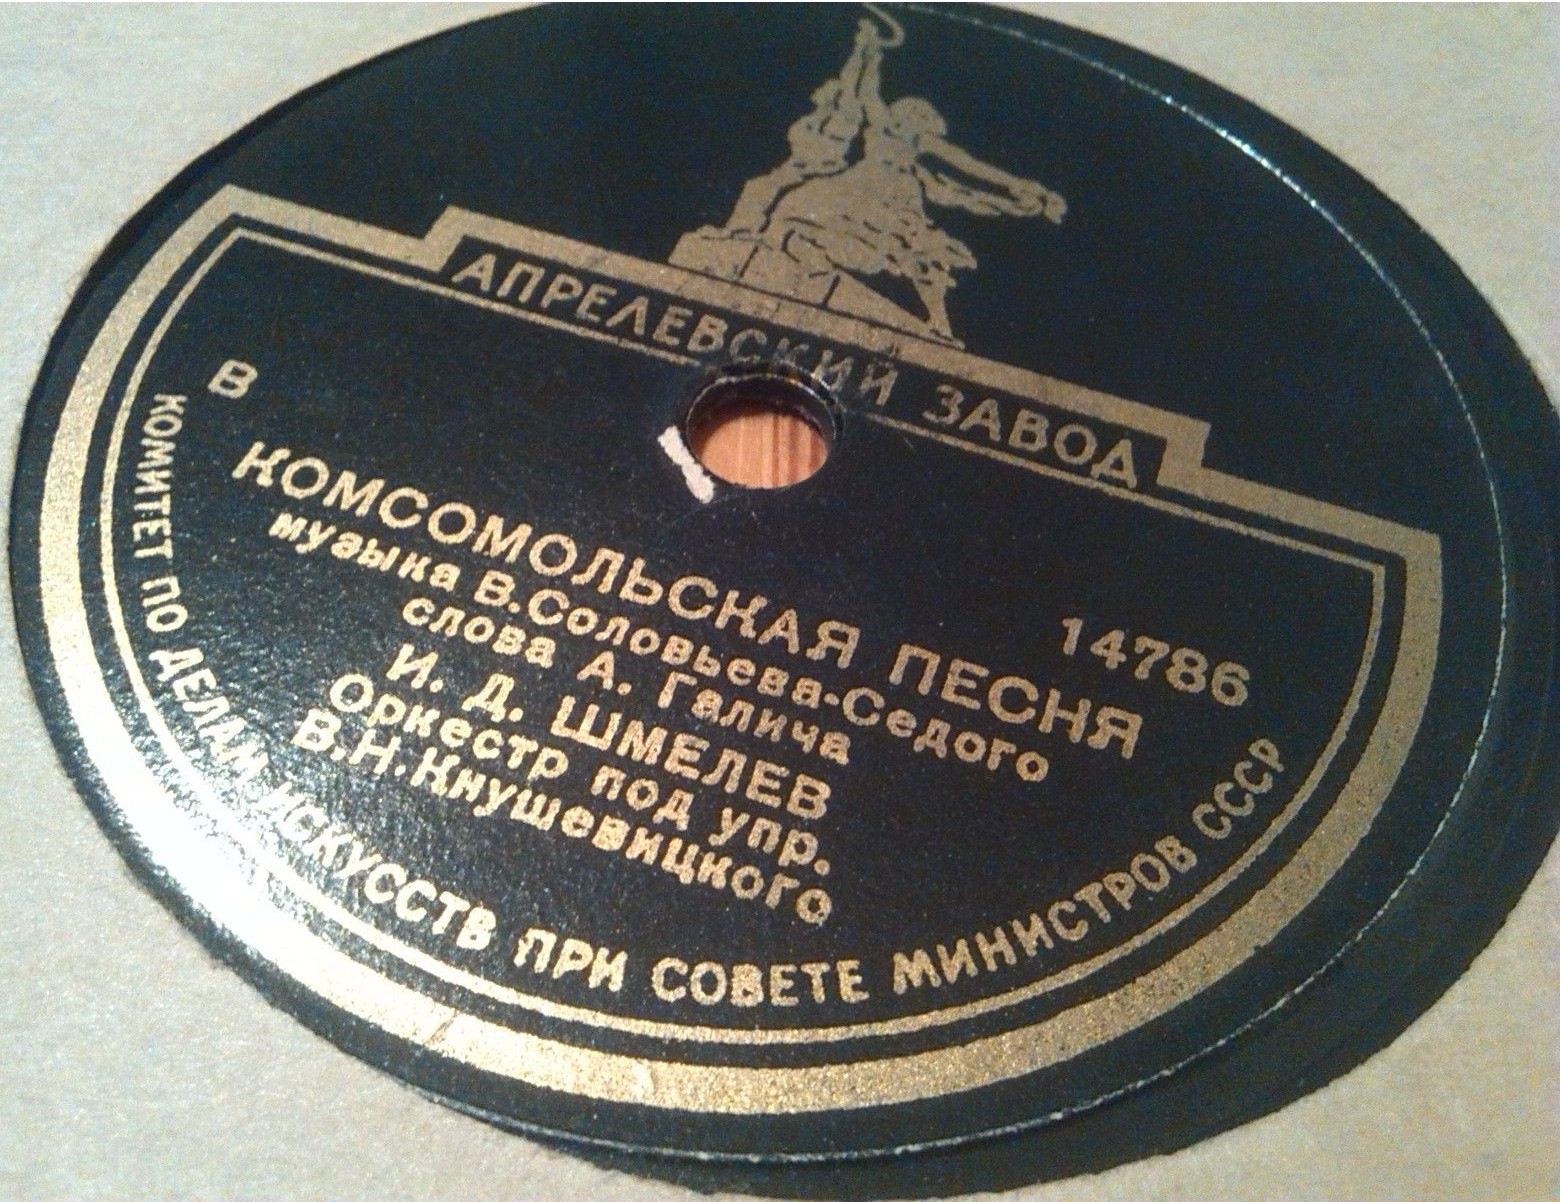 АПРЕЛЕВСКИЙ ЗАВОД
В
14786
КОМСОМОЛЬСКАЯ ПЕСНЯ
музыка В.Соловьева-Седого
слова А. Галича
И. Д. ШМЕЛЕВ
Оркестр под упр.
В.Н.Кнушевицкого
КОМИТЕТ ПО ДЕЛАМ ИСКУССТВ ПРИ СОВЕТЕ МИНИСТРОВ СССР